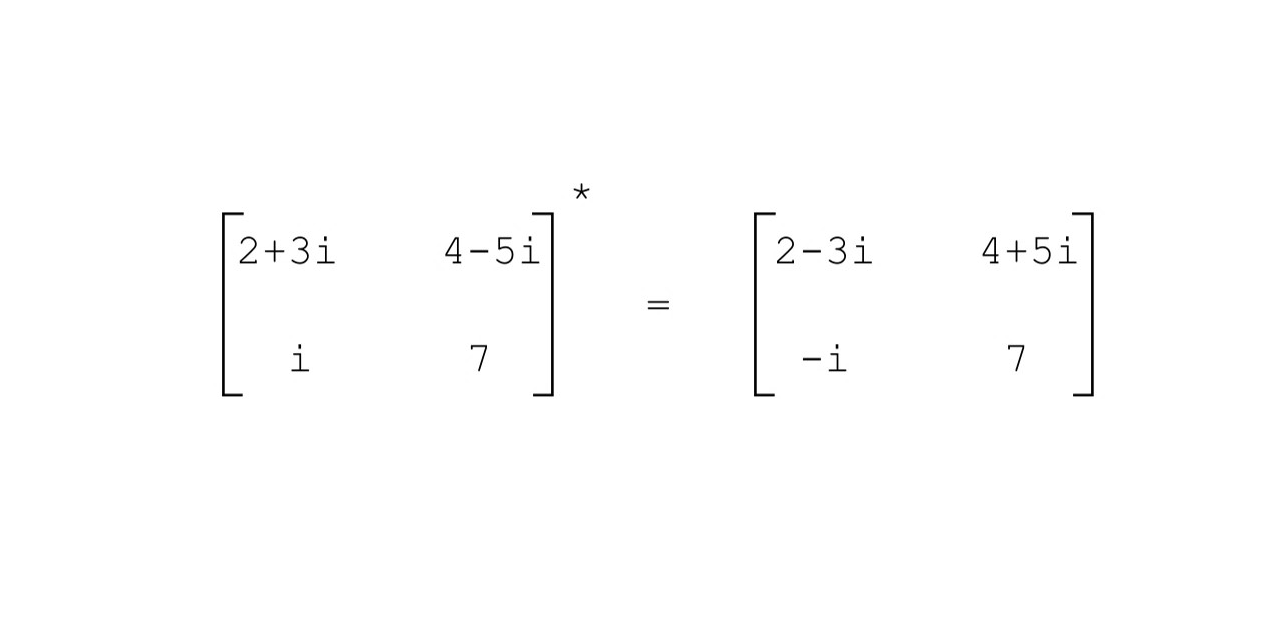 [2+3i 4-5i]* = [2-3i 4+5i]
[i 7] [-i 7]